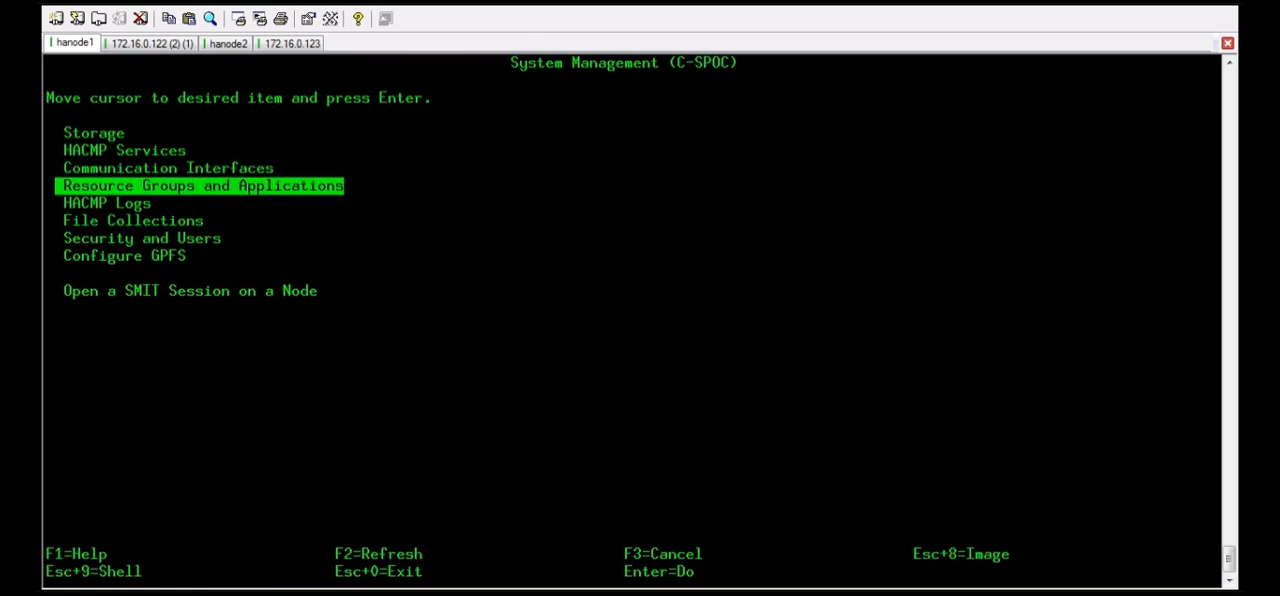 hanode1 172.16.0.122 (2) (1) hanode2 172.16.0.123
System Management (C-SPOC)
Move cursor to desired item and press Enter.
Storage
HACMP Services
Communication Interfaces
Resource Groups and Applications
HACMP Logs
File Collections
Security and Users
Configure GPFS
Open a SMIT Session on a Node
F1=Help F2=Refresh F3=Cancel Esc+8=Image
Esc+9=Shell Esc+0=Exit Enter=Do